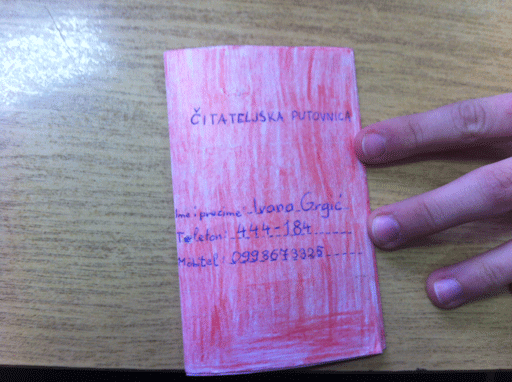 ČITATELJSKA PUTOVNICA
Ime i prezime: Ivana Grgić
Telefon: 444-184
Mobitel: 0993673325